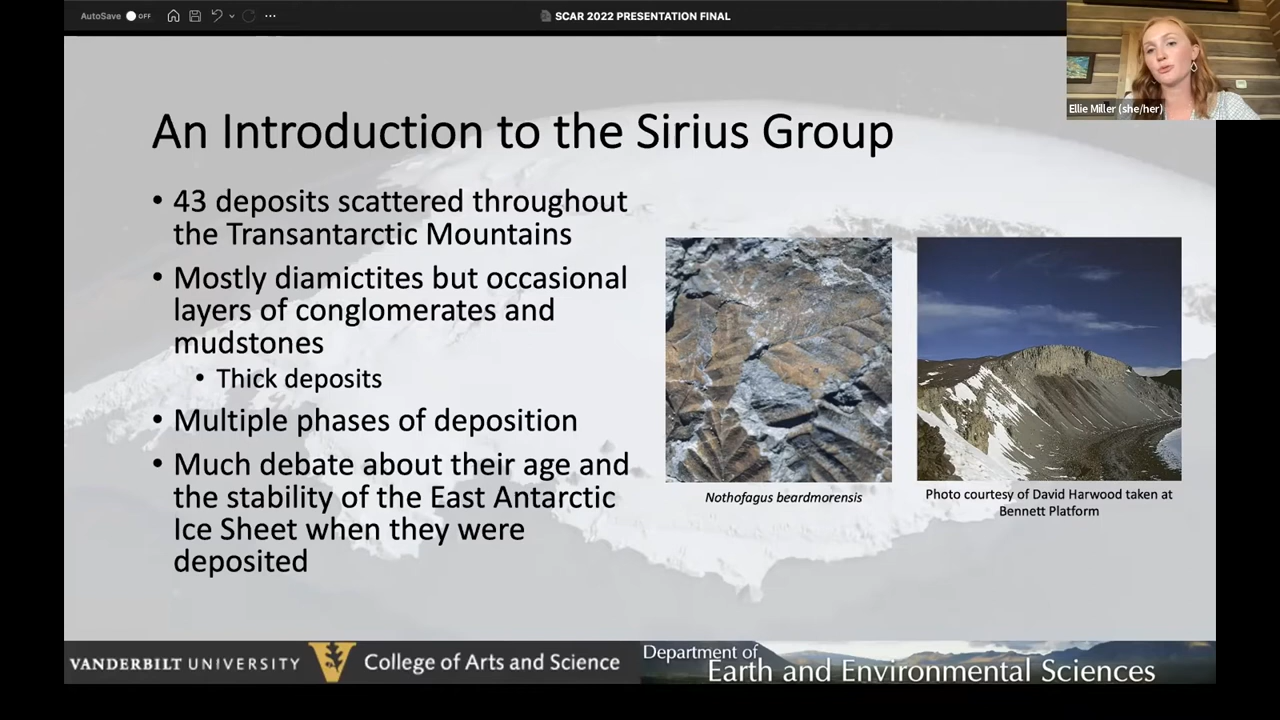 AutoSave OFF
SCAR 2022 PRESENTATION FINAL
Ellie Miller (she/her)
An Introduction to the Sirius Group
• 43 deposits scattered throughout
the Transantarctic Mountains
• Mostly diamictites but occasional
layers of conglomerates and
mudstones
• Thick deposits
• Multiple phases of deposition
• Much debate about their age and
the stability of the East Antarctic
Ice Sheet when they were
deposited
Nothofagus beardmorensis
Photo courtesy of David Harwood taken at
Bennett Platform
VANDERBILT UNIVERSITY
College of Arts and Science
Department of
Earth and Environmental Sciences